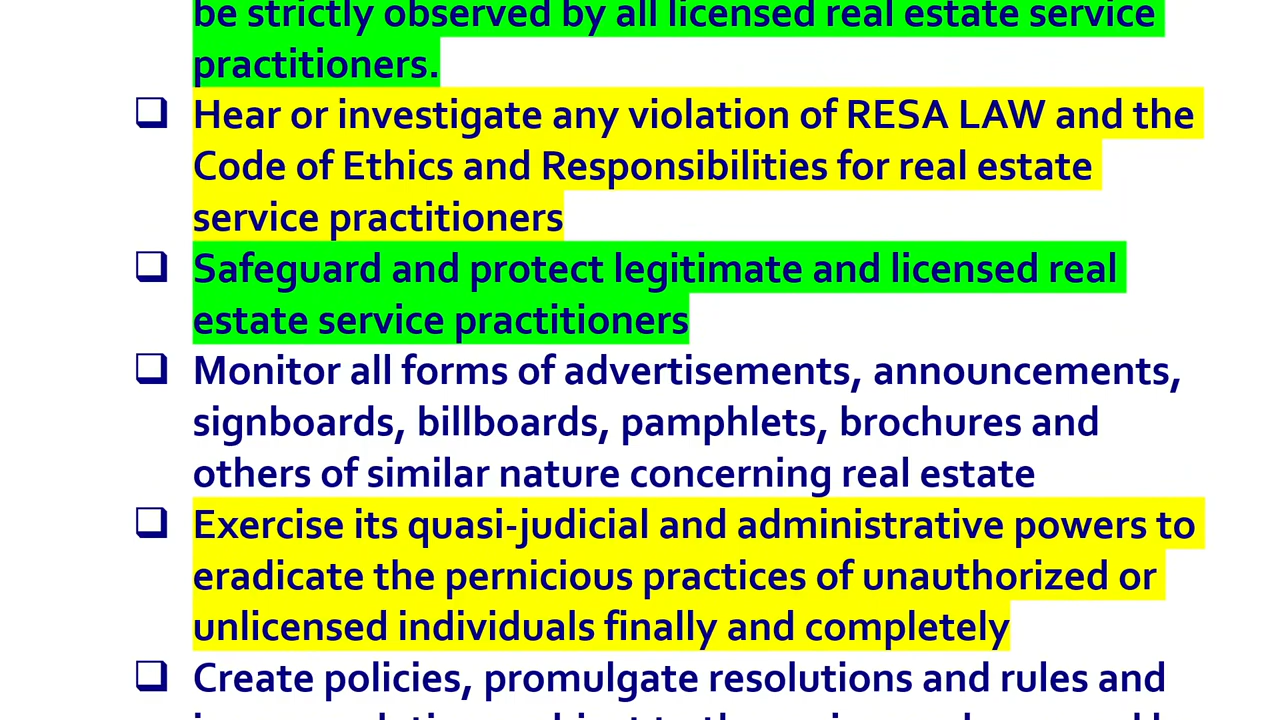 be strictly observed by all licensed real estate service
practitioners.
❑ Hear or investigate any violation of RESA LAW and the
Code of Ethics and Responsibilities for real estate
service practitioners
❑ Safeguard and protect legitimate and licensed real
estate service practitioners
❑ Monitor all forms of advertisements, announcements,
signboards, billboards, pamphlets, brochures and
others of similar nature concerning real estate
❑ Exercise its quasi-judicial and administrative powers to
eradicate the pernicious practices of unauthorized or
unlicensed individuals finally and completely
❑ Create policies, promulgate resolutions and rules and